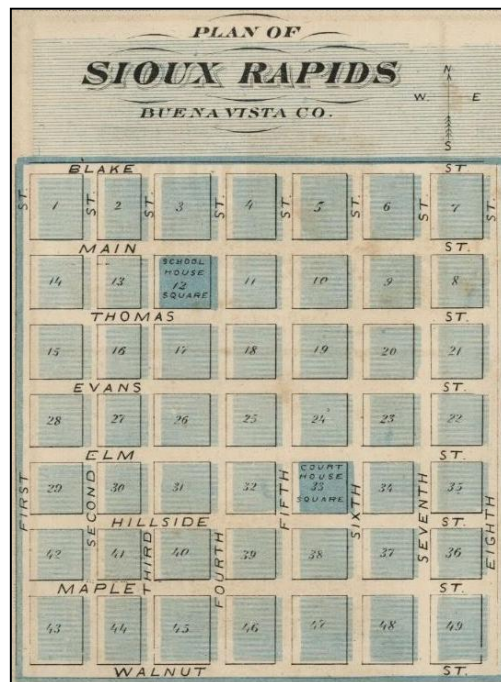 PLAN OF
SIOUX RAPIDS
BUENA VISTA CO.
N
W. E
S
BLAKE ST.
ST. ST. ST. ST. ST. ST. ST. ST.
1 2 3 4 5 6 7
MAIN ST.
SCHOOL
HOUSE
14 13 12 11 10 9 8
SQUARE
THOMAS ST.
15 16 17 18 19 20 21
EVANS ST.
28 27 26 25 24 23 22
ELM ST.
COURT
HOUSE
29 30 31 32 33 34 35
SQUARE
FIRST SECOND THIRD FOURTH FIFTH SIXTH SEVENTH EIGHTH
HILLSIDE ST.
42 41 40 39 38 37 36
MAPLE ST.
43 44 45 46 47 48 49
WALNUT ST.